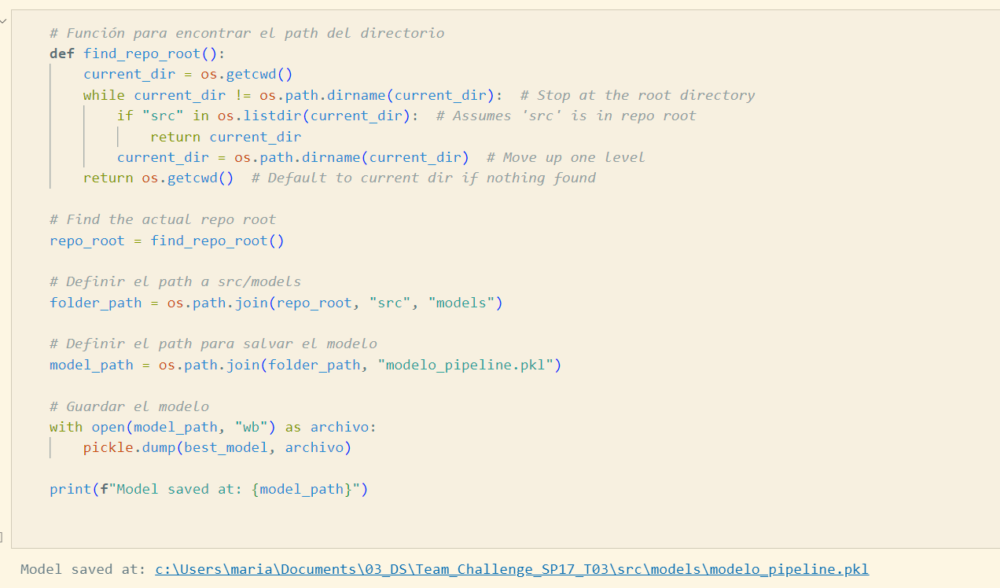 # Función para encontrar el path del directorio
def find_repo_root():
    current_dir = os.getcwd()
    while current_dir != os.path.dirname(current_dir):  # Stop at the root directory
        if "src" in os.listdir(current_dir):  # Assumes 'src' is in repo root
            return current_dir
        current_dir = os.path.dirname(current_dir)  # Move up one level
    return os.getcwd()  # Default to current dir if nothing found
# Find the actual repo root
repo_root = find_repo_root()
# Definir el path a src/models
folder_path = os.path.join(repo_root, "src", "models")
# Definir el path para salvar el modelo
model_path = os.path.join(folder_path, "modelo_pipeline.pkl")
# Guardar el modelo
with open(model_path, "wb") as archivo:
    pickle.dump(best_model, archivo)
print(f"Model saved at: {model_path}")
]
Model saved at: c:\Users\maria\Documents\03_DS\Team_Challenge_SP17_T03\src\models\modelo_pipeline.pkl